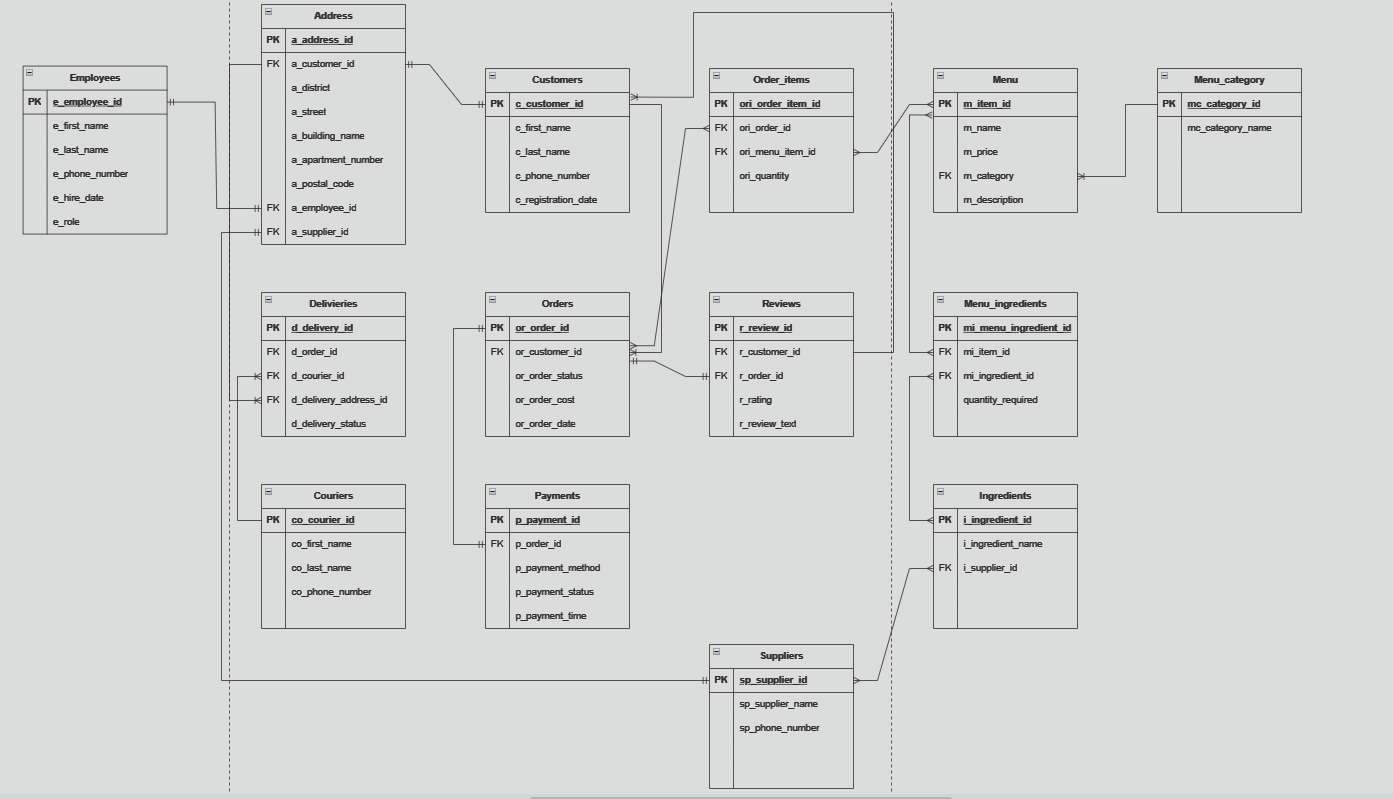 Employees
PK e_employee_id
e_first_name
e_last_name
e_phone_number
e_hire_date
e_role
Address
PK a_address_id
FK a_customer_id
a_district
a_street
a_building_name
a_apartment_number
a_postal_code
FK a_employee_id
FK a_supplier_id
Customers
PK c_customer_id
c_first_name
c_last_name
c_phone_number
c_registration_date
Order_items
PK ori_order_item_id
FK ori_order_id
FK ori_menu_item_id
ori_quantity
Menu
PK m_item_id
m_name
m_price
FK m_category
m_description
Menu_category
PK mc_category_id
mc_category_name
Delivieries
PK d_delivery_id
FK d_order_id
FK d_courier_id
FK d_delivery_address_id
d_delivery_status
Orders
PK or_order_id
FK or_customer_id
or_order_status
or_order_cost
or_order_date
Reviews
PK r_review_id
FK r_customer_id
FK r_order_id
r_rating
r_review_text
Menu_ingredients
PK mi_menu_ingredient_id
FK mi_item_id
FK mi_ingredient_id
quantity_required
Couriers
PK co_courier_id
co_first_name
co_last_name
co_phone_number
Payments
PK p_payment_id
FK p_order_id
p_payment_method
p_payment_status
p_payment_time
Ingredients
PK i_ingredient_id
i_ingredient_name
FK i_supplier_id
Suppliers
PK sp_supplier_id
sp_supplier_name
sp_phone_number